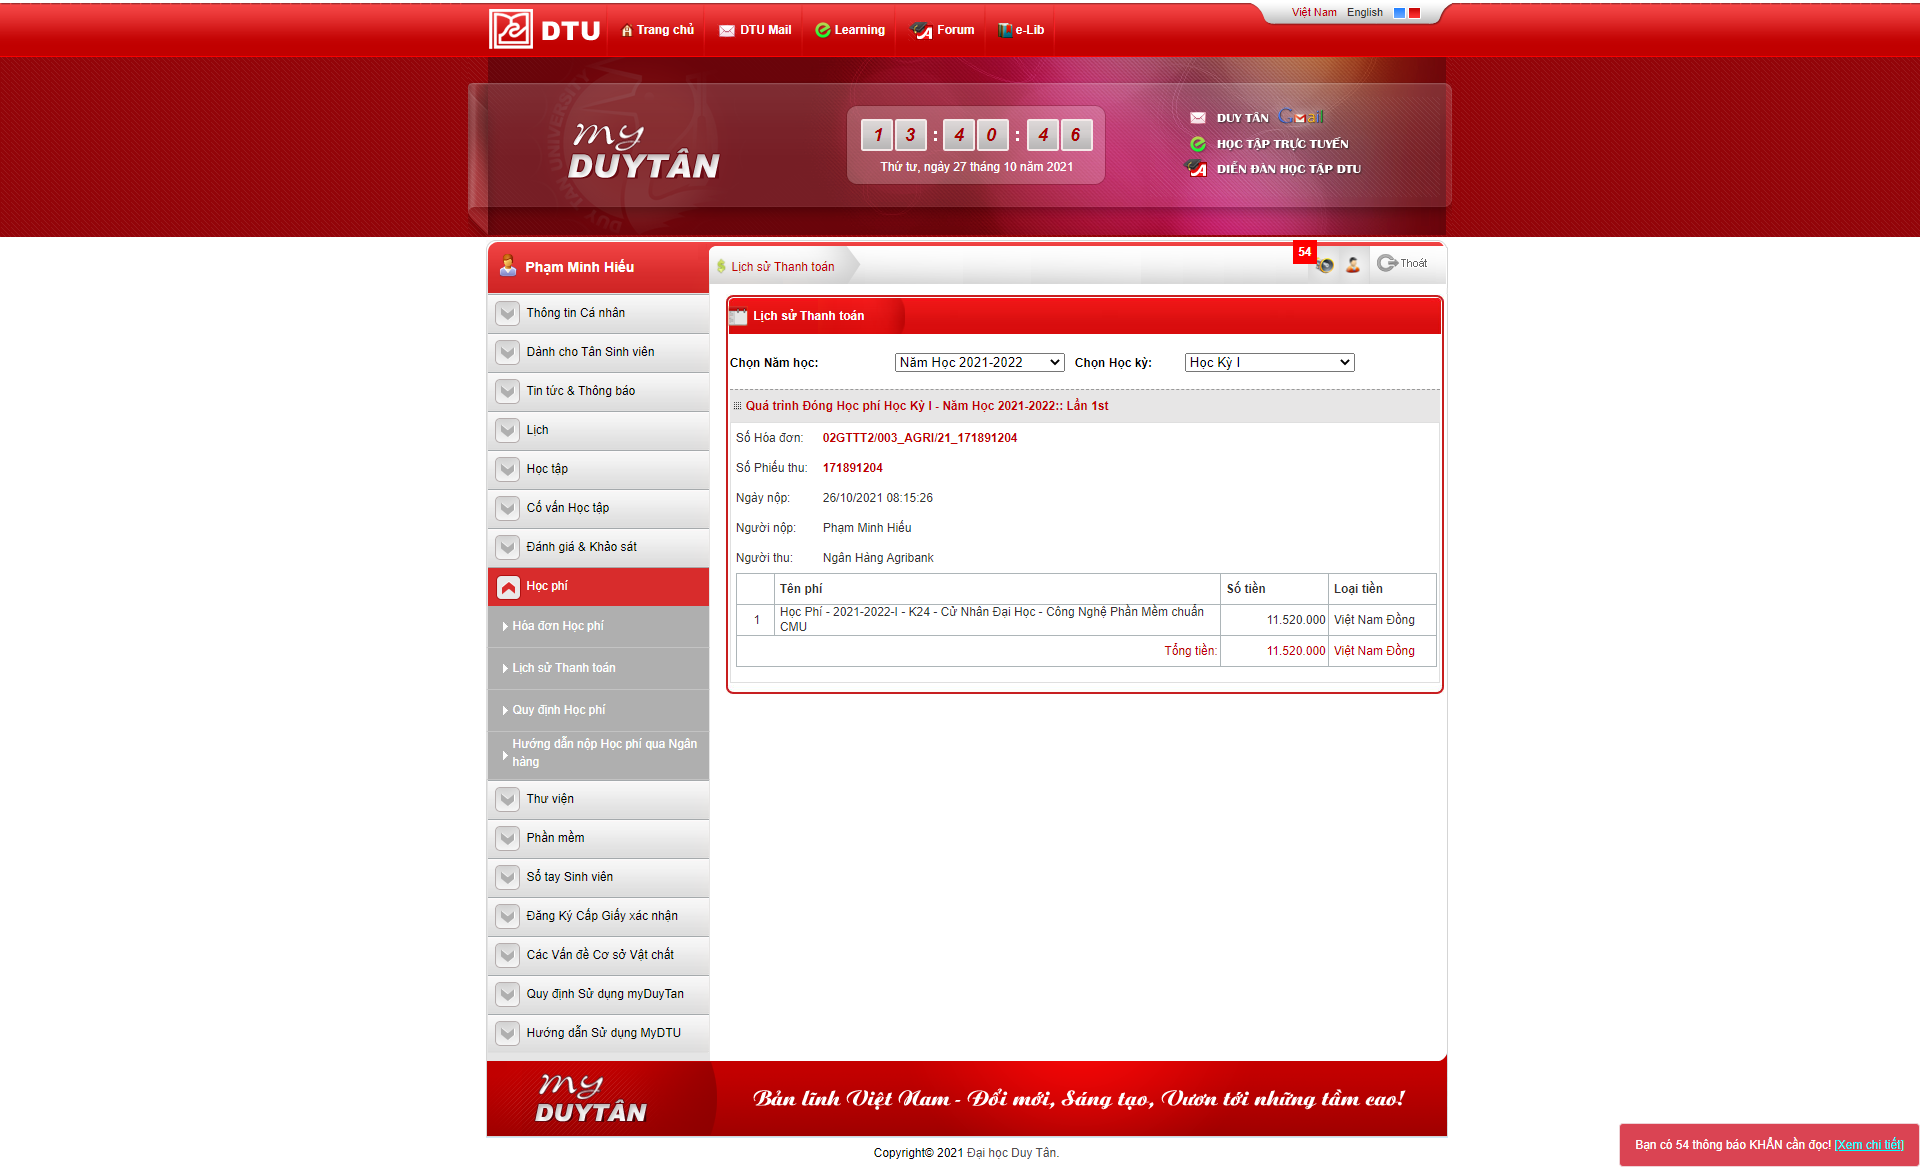 DTU
Trang chủ
DTU Mail
Learning
Forum
e-Lib
Việt Nam English
my
DUYTÂN
13 : 40 : 46
Thứ tư, ngày 27 tháng 10 năm 2021
DUY TÂN Gmail
HỌC TẬP TRỰC TUYẾN
DIỄN ĐÀN HỌC TẬP DTU
Phạm Minh Hiếu
Lịch sử Thanh toán
54
Thoát
Thông tin Cá nhân
Dành cho Tân Sinh viên
Tin tức & Thông báo
Lịch
Học tập
Cố vấn Học tập
Đánh giá & Khảo sát
Học phí
Hóa đơn Học phí
Lịch sử Thanh toán
Quy định Học phí
Hướng dẫn nộp Học phí qua Ngân
hàng
Thư viện
Phần mềm
Sổ tay Sinh viên
Đăng Ký Cấp Giấy xác nhận
Các Vấn đề Cơ sở Vật chất
Quy định Sử dụng myDuyTan
Hướng dẫn Sử dụng MyDTU
Lịch sử Thanh toán
Chọn Năm học: Năm Học 2021-2022 Chọn Học kỳ: Học Kỳ I
Quá trình Đóng Học phí Học Kỳ I - Năm Học 2021-2022:: Lần 1st
Số Hóa đơn: 02GTTT2/003_AGRI/21_171891204
Số Phiếu thu: 171891204
Ngày nộp: 26/10/2021 08:15:26
Người nộp: Phạm Minh Hiếu
Người thu: Ngân Hàng Agribank
Tên phí Số tiền Loại tiền
1 Học Phí - 2021-2022-I - K24 - Cử Nhân Đại Học - Công Nghệ Phần Mềm chuẩn
CMU 11.520.000 Việt Nam Đồng
Tổng tiền: 11.520.000 Việt Nam Đồng
my
DUYTÂN
Bản lĩnh Việt Nam - Đổi mới, Sáng tạo, Vươn tới những tầm cao!
Copyright© 2021 Đại học Duy Tân.
Bạn có 54 thông báo KHẨN cần đọc! [Xem chi tiết]